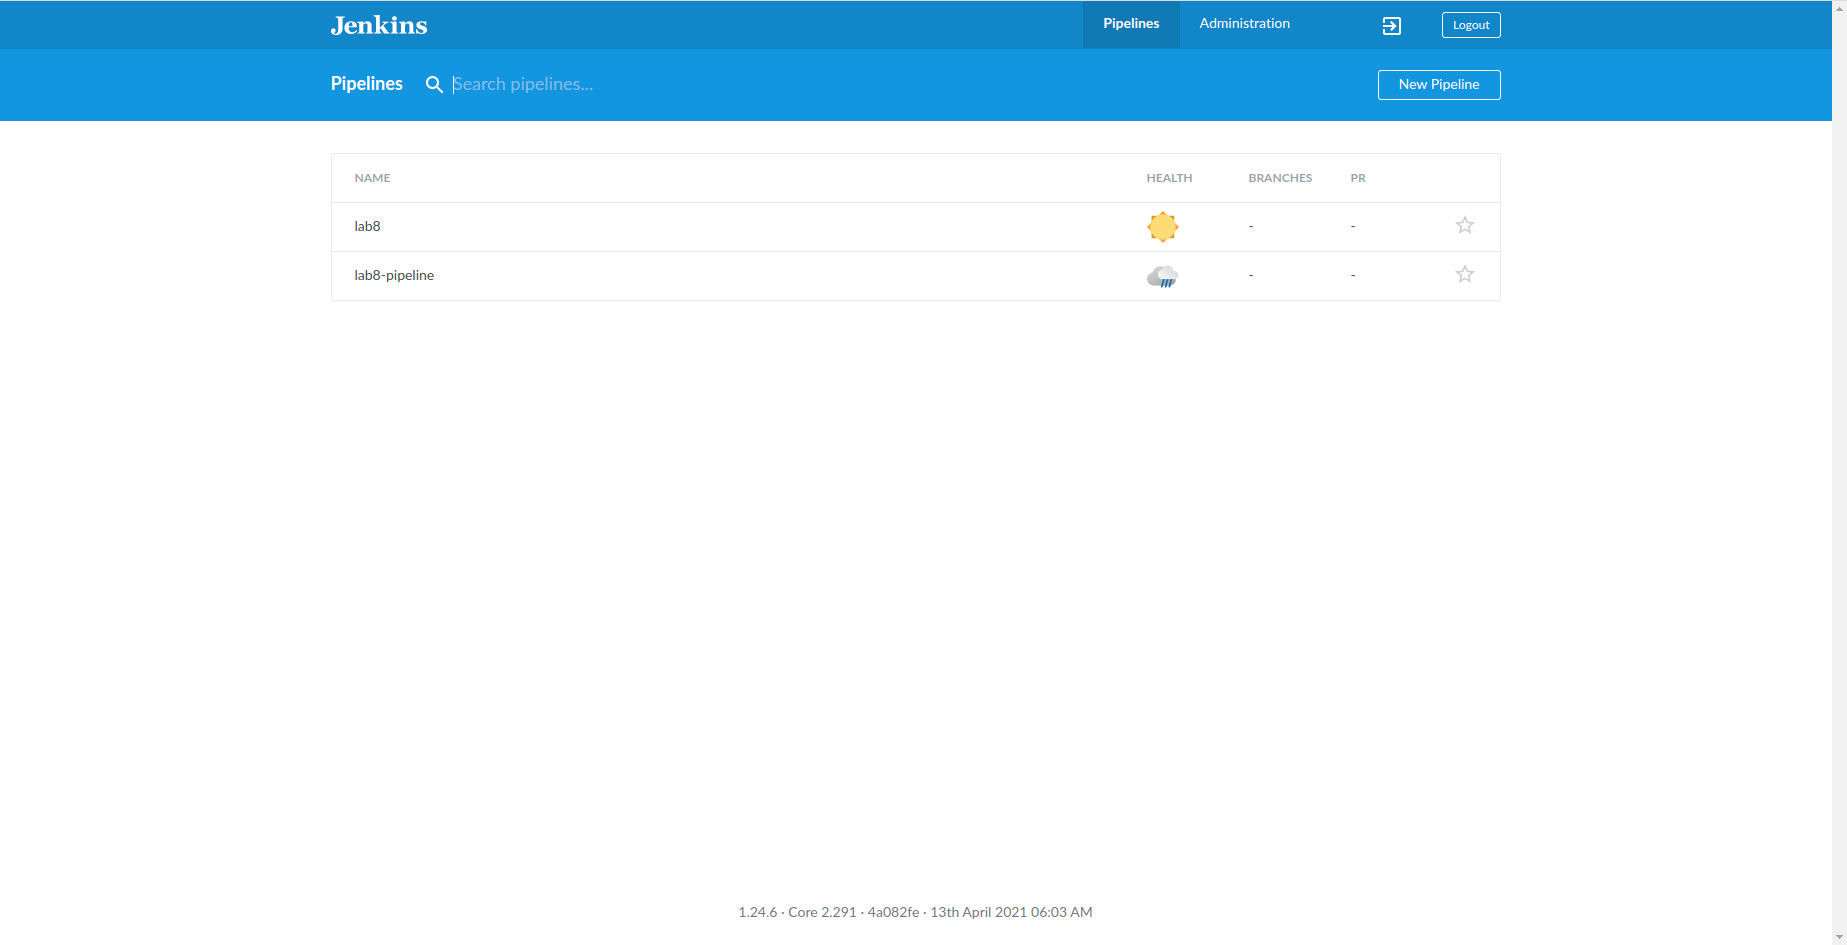 Jenkins Pipelines Administration Logout
Pipelines Search pipelines... New Pipeline
NAME HEALTH BRANCHES PR
lab8 - -
lab8-pipeline - -
1.24.6 · Core 2.291 · 4a082fe · 13th April 2021 06:03 AM